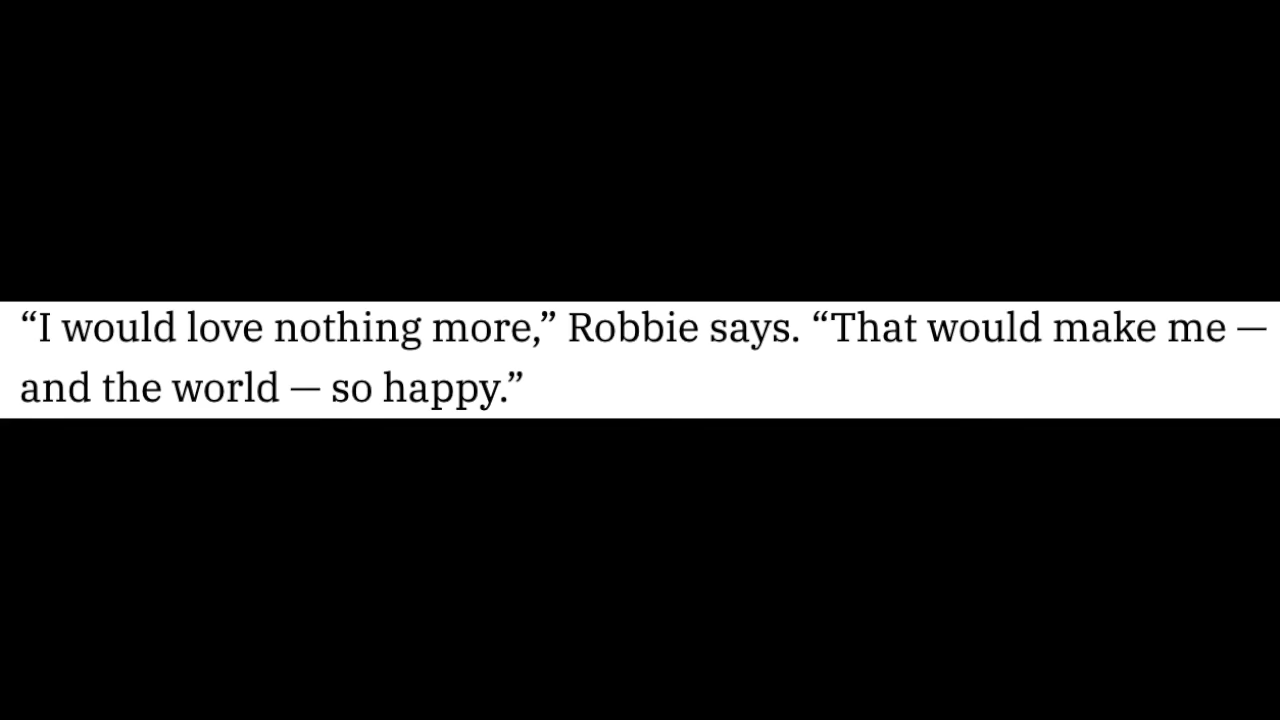 “I would love nothing more,” Robbie says. “That would make me —
and the world — so happy.”